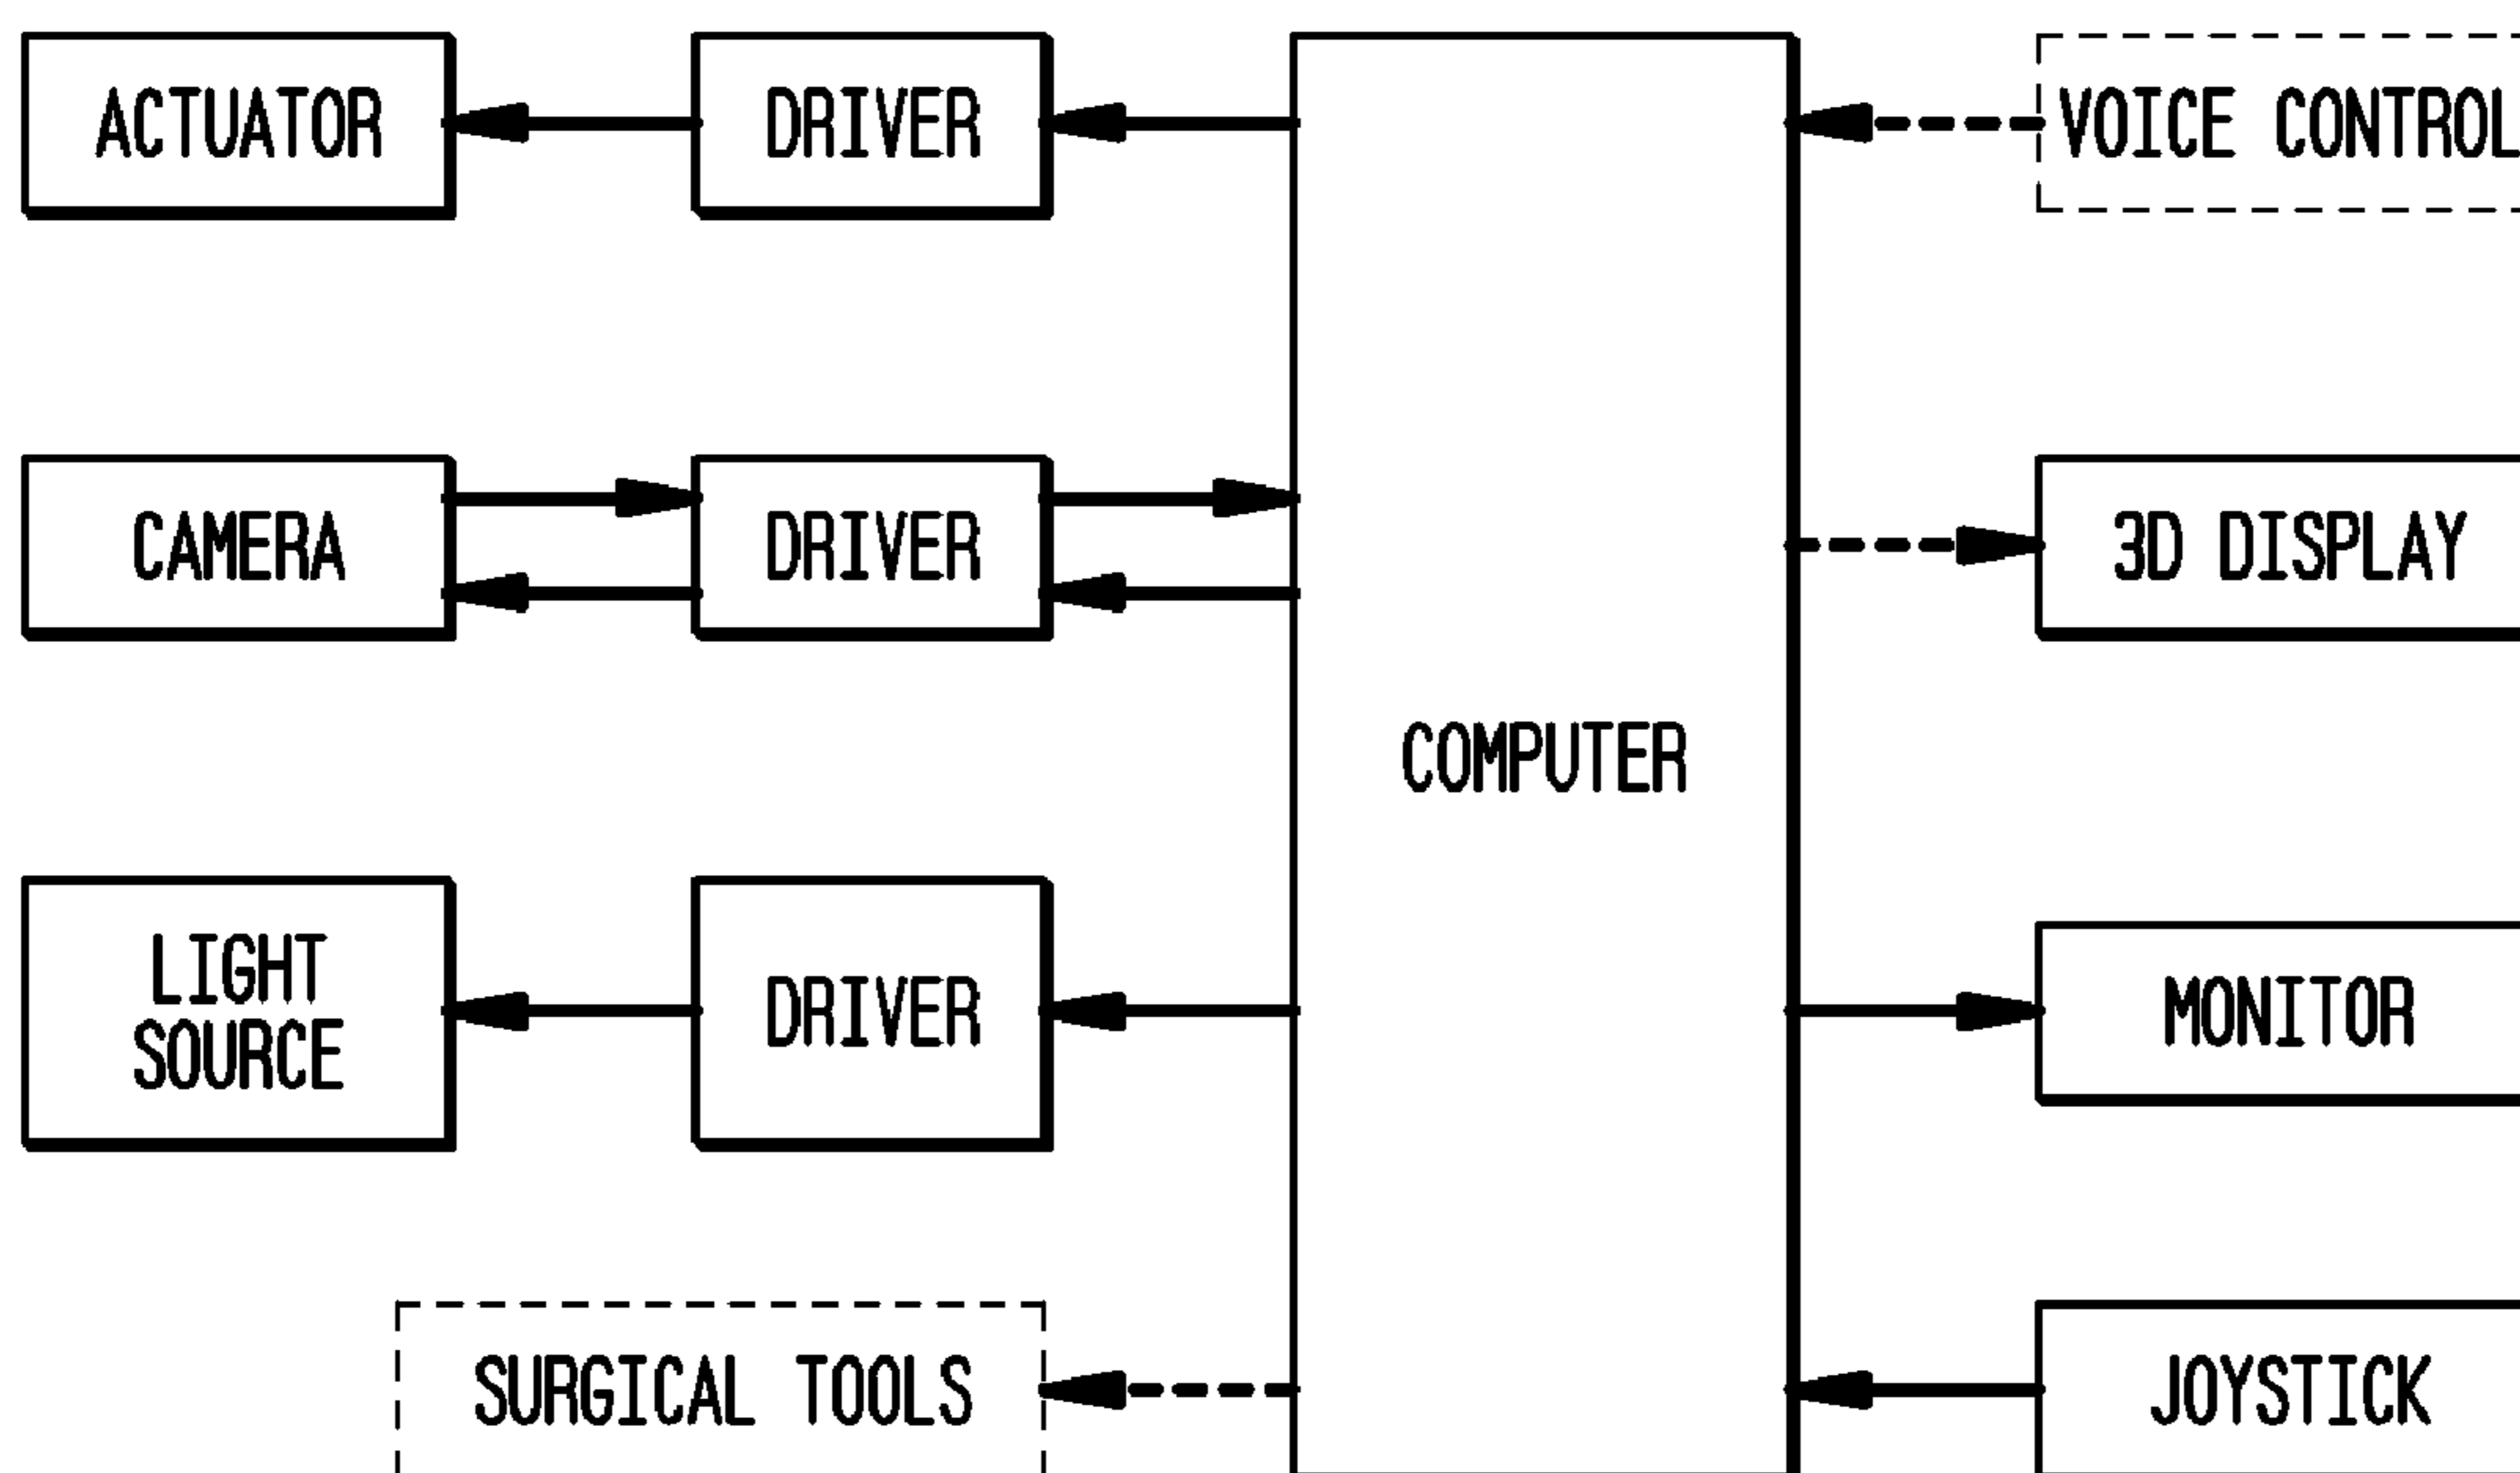 ACTUATOR
DRIVER
VOICE CONTROL
CAMERA
DRIVER
3D DISPLAY
COMPUTER
LIGHT
SOURCE
DRIVER
MONITOR
SURGICAL TOOLS
JOYSTICK